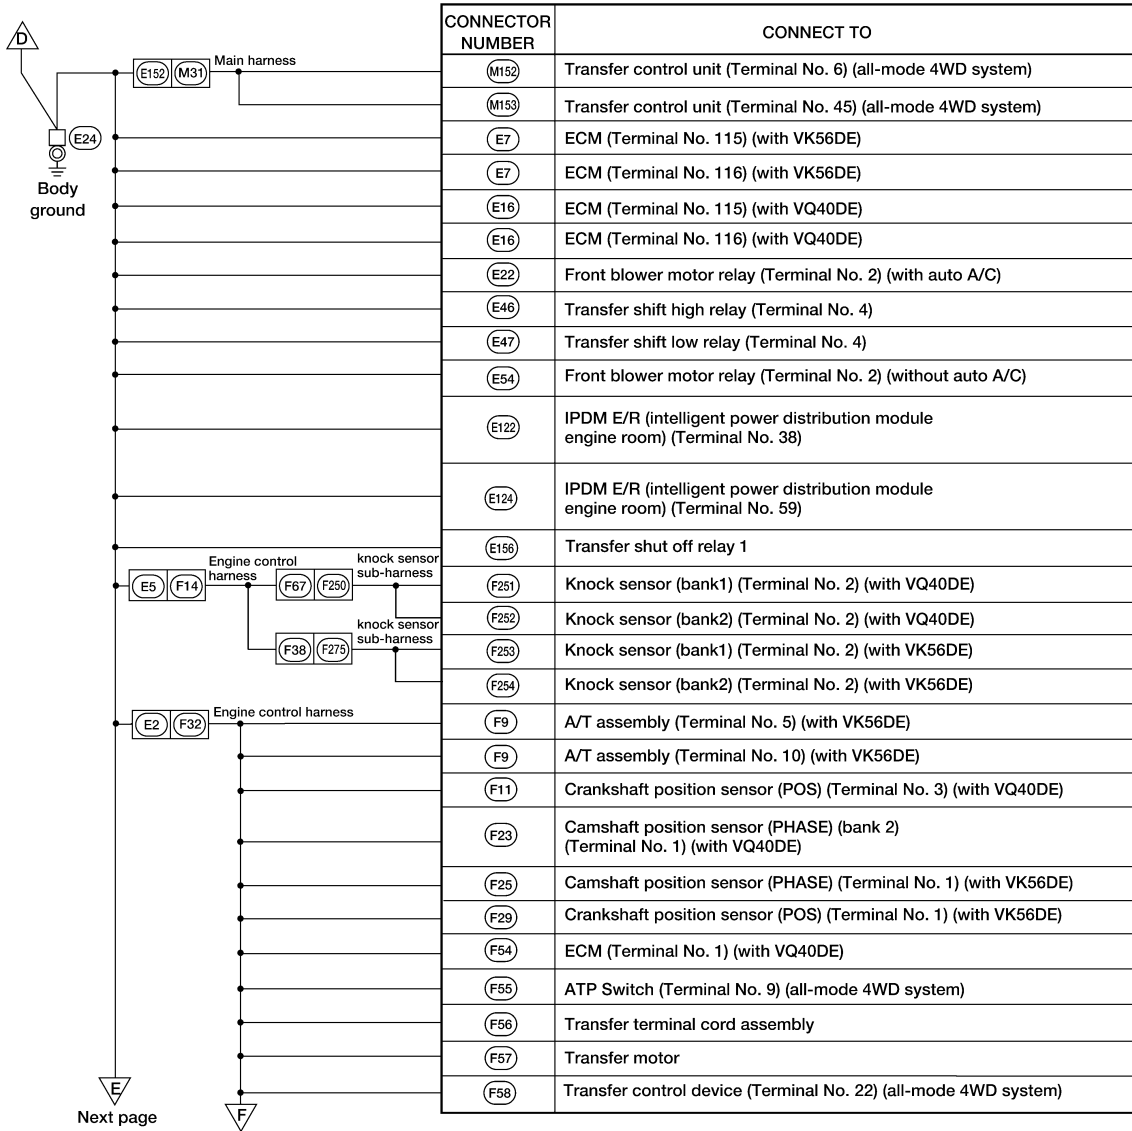 D
E152 M31 Main harness
E24
Body
ground
CONNECTOR
NUMBER
CONNECT TO
M152 Transfer control unit (Terminal No. 6) (all-mode 4WD system)
M153 Transfer control unit (Terminal No. 45) (all-mode 4WD system)
E7 ECM (Terminal No. 115) (with VK56DE)
E7 ECM (Terminal No. 116) (with VK56DE)
E16 ECM (Terminal No. 115) (with VQ40DE)
E16 ECM (Terminal No. 116) (with VQ40DE)
E22 Front blower motor relay (Terminal No. 2) (with auto A/C)
E46 Transfer shift high relay (Terminal No. 4)
E47 Transfer shift low relay (Terminal No. 4)
E54 Front blower motor relay (Terminal No. 2) (without auto A/C)
E122 IPDM E/R (intelligent power distribution module
engine room) (Terminal No. 38)
E124 IPDM E/R (intelligent power distribution module
engine room) (Terminal No. 59)
E156 Transfer shut off relay 1
E5 F14 Engine control
harness
F67 F250 knock sensor
sub-harness
F251 Knock sensor (bank1) (Terminal No. 2) (with VQ40DE)
F252 Knock sensor (bank2) (Terminal No. 2) (with VQ40DE)
F38 F275 knock sensor
sub-harness
F253 Knock sensor (bank1) (Terminal No. 2) (with VK56DE)
F254 Knock sensor (bank2) (Terminal No. 2) (with VK56DE)
E2 F32 Engine control harness
F9 A/T assembly (Terminal No. 5) (with VK56DE)
F9 A/T assembly (Terminal No. 10) (with VK56DE)
F11 Crankshaft position sensor (POS) (Terminal No. 3) (with VQ40DE)
F23 Camshaft position sensor (PHASE) (bank 2)
(Terminal No. 1) (with VQ40DE)
F25 Camshaft position sensor (PHASE) (Terminal No. 1) (with VK56DE)
F29 Crankshaft position sensor (POS) (Terminal No. 1) (with VK56DE)
F54 ECM (Terminal No. 1) (with VQ40DE)
F55 ATP Switch (Terminal No. 9) (all-mode 4WD system)
F56 Transfer terminal cord assembly
F57 Transfer motor
F58 Transfer control device (Terminal No. 22) (all-mode 4WD system)
E
Next page
F